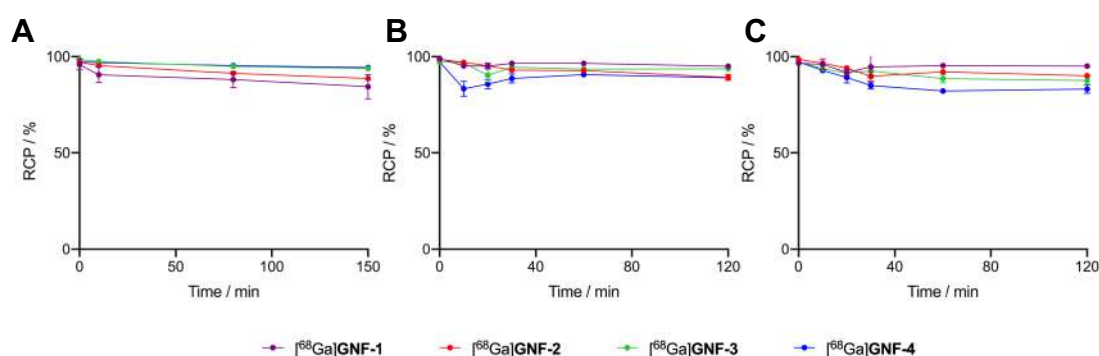 A
B
C
100
50
0
RCP / %
0
50
100
150
Time / min
100
50
0
RCP / %
0
40
80
120
Time / min
100
50
0
RCP / %
0
40
80
120
Time / min
[⁶⁸Ga]GNF-1
[⁶⁸Ga]GNF-2
[⁶⁸Ga]GNF-3
[⁶⁸Ga]GNF-4